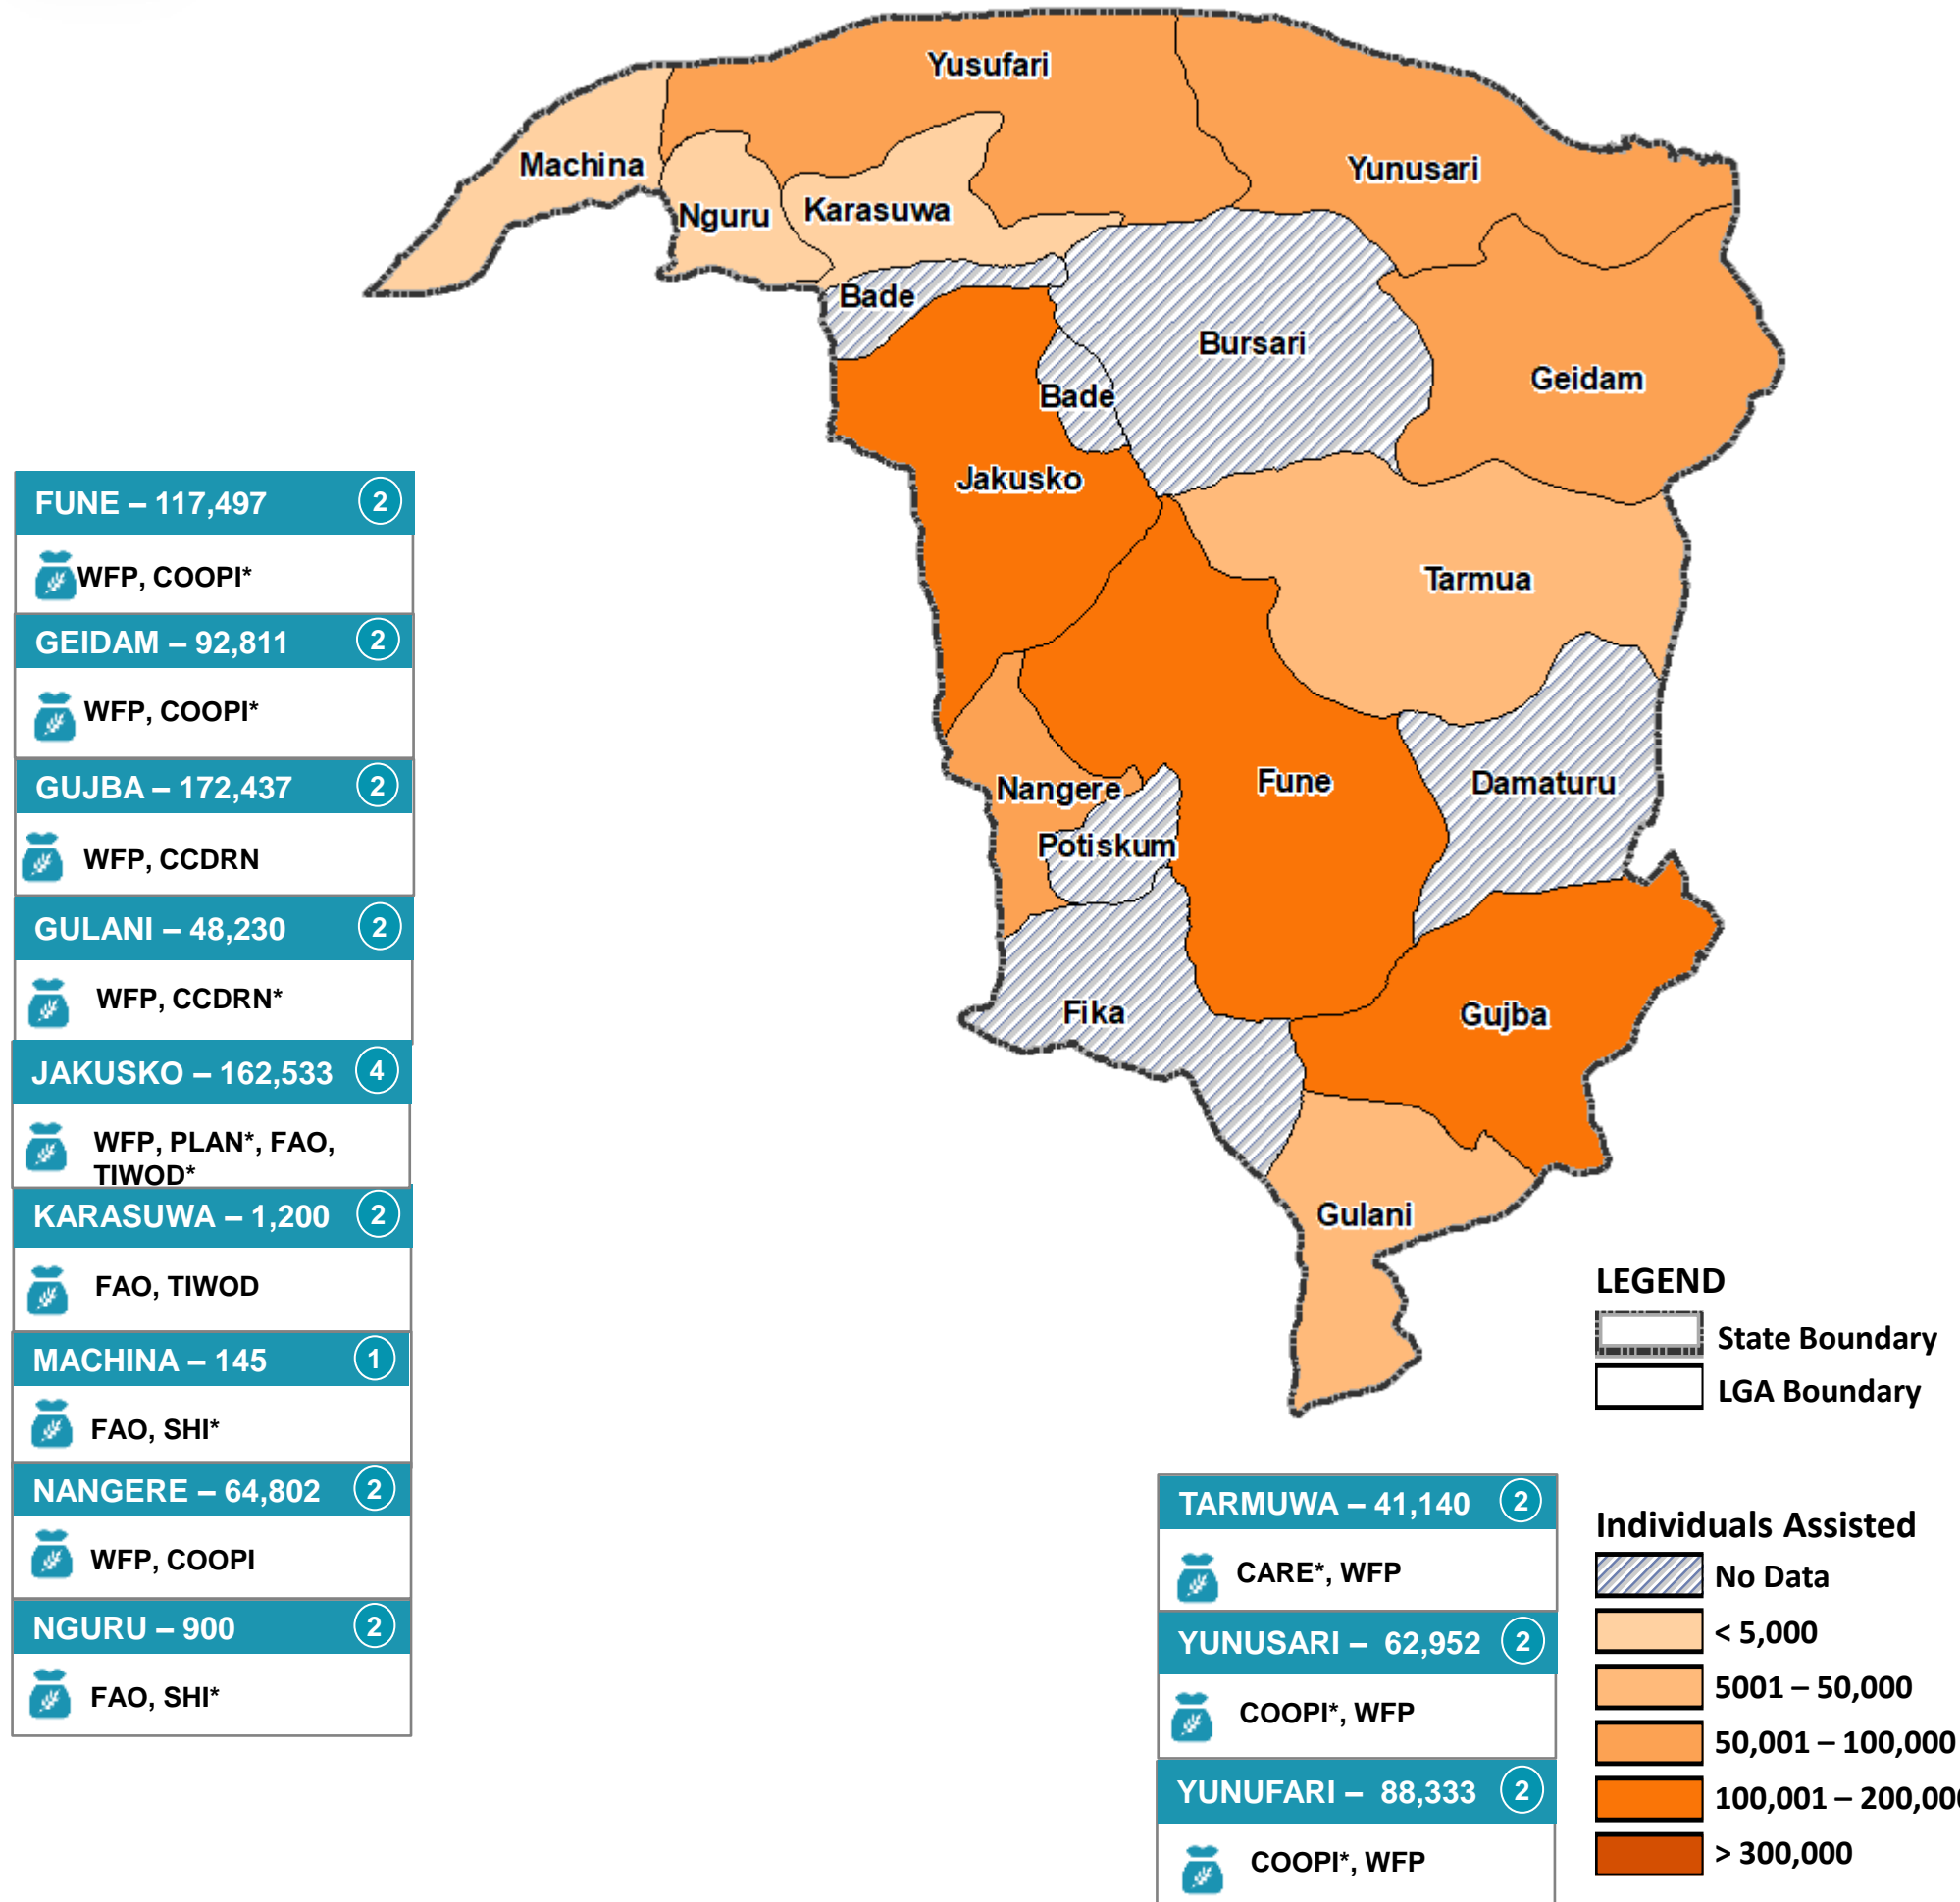 Yusufari
Machina
Yunusari
Nguru
Karasuwa
Bade
Bursari
Geidam
Bade
Jakusko
Tarmua
Nangere
Fune
Damaturu
Potiskum
Fika
Gujba
Gulani
FUNE – 117,497 2
WFP, COOPI*
GEIDAM – 92,811 2
WFP, COOPI*
GUJBA – 172,437 2
WFP, CCDRN
GULANI – 48,230 2
WFP, CCDRN*
JAKUSKO – 162,533 4
WFP, PLAN*, FAO,
TIWOD*
KARASUWA – 1,200 2
FAO, TIWOD
MACHINA – 145 1
FAO, SHI*
NANGERE – 64,802 2
WFP, COOPI
NGURU – 900 2
FAO, SHI*
TARMUWA – 41,140 2
CARE*, WFP
YUNUSARI – 62,952 2
COOPI*, WFP
YUNUFARI – 88,333 2
COOPI*, WFP
LEGEND
State Boundary
LGA Boundary
Individuals Assisted
No Data
< 5,000
5001 – 50,000
50,001 – 100,000
100,001 – 200,000
> 300,000